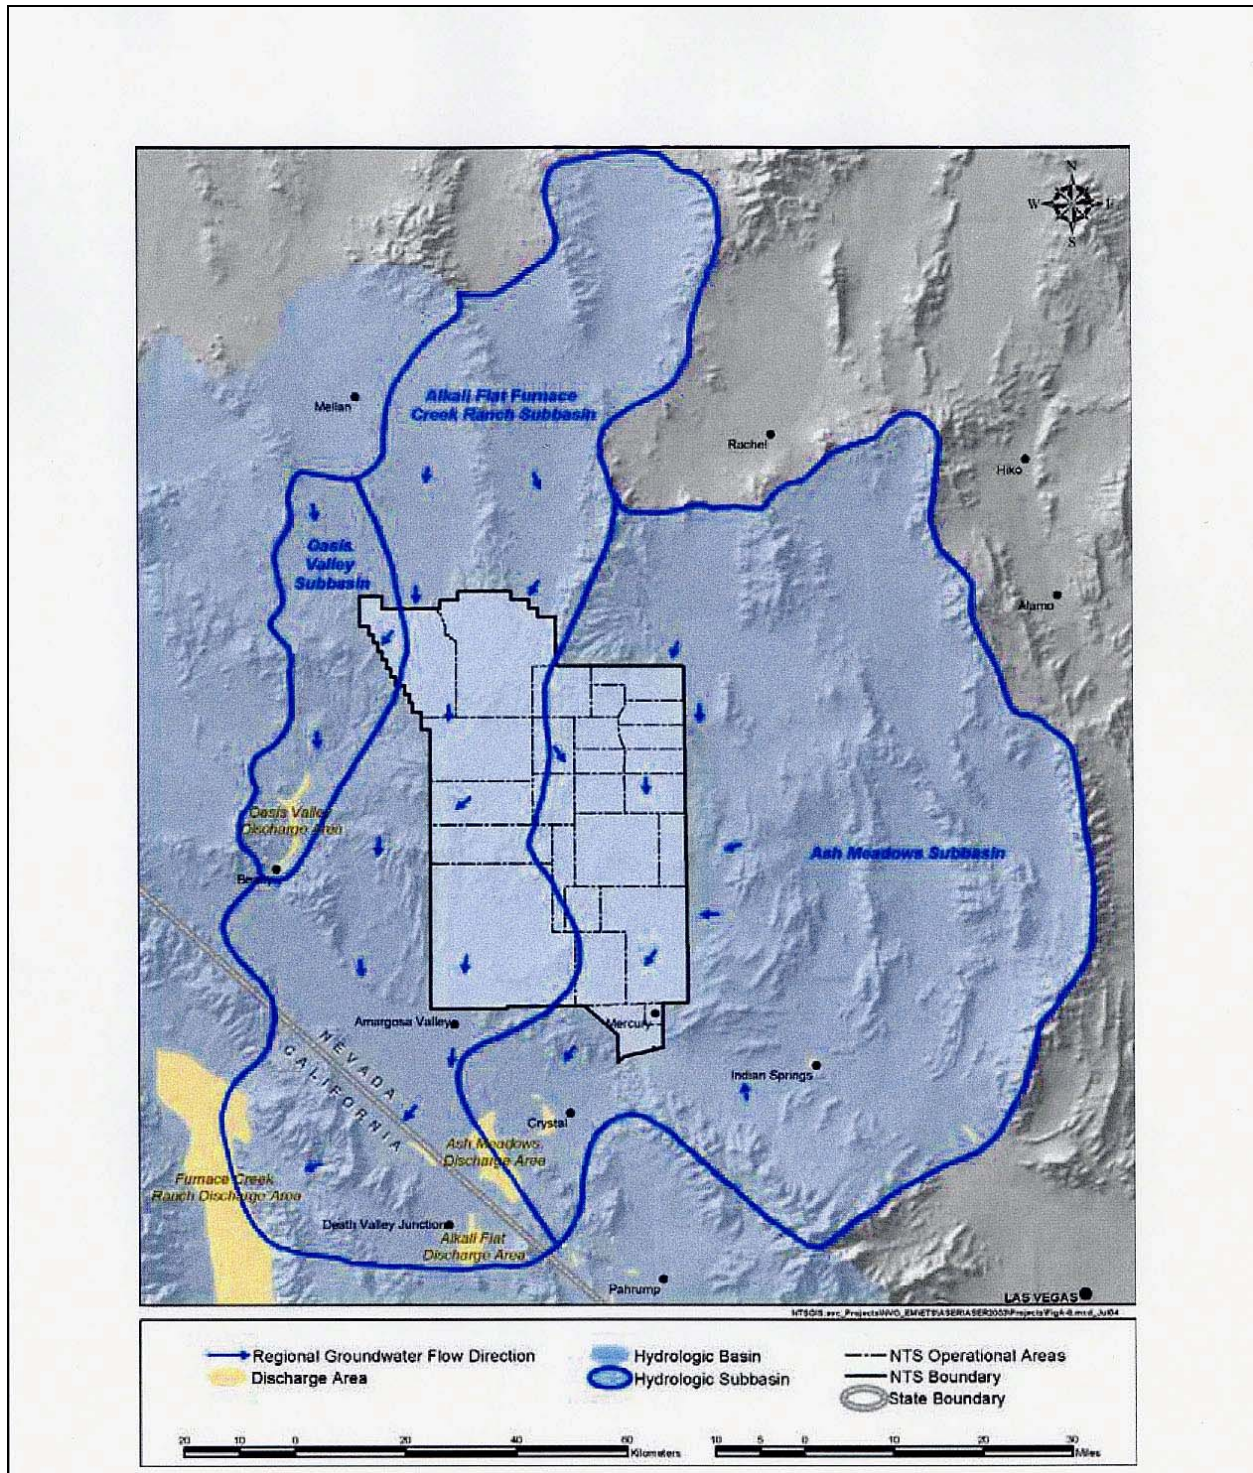 N
W E
S
Mellan
Alkali Flat Furnace
Creek Ranch Subbasin
Rachel
Hiko
Oasis
Valley
Subbasin
Alamo
Oasis Valley
Discharge Area
Ash Meadows Subbasin
Amargosa Valley
Mercury
NEVADA
CALIFORNIA
Indian Springs
Crystal
Ash Meadows
Discharge Area
Furnace Creek
Ranch Discharge Area
Death Valley Junction
Alkali Flat
Discharge Area
Pahrump
LAS VEGAS
Regional Groundwater Flow Direction
Discharge Area
Hydrologic Basin
Hydrologic Subbasin
NTS Operational Areas
NTS Boundary
State Boundary
20 10 0 20 40 60
Kilometers
10 5 0 10 20 30
Miles